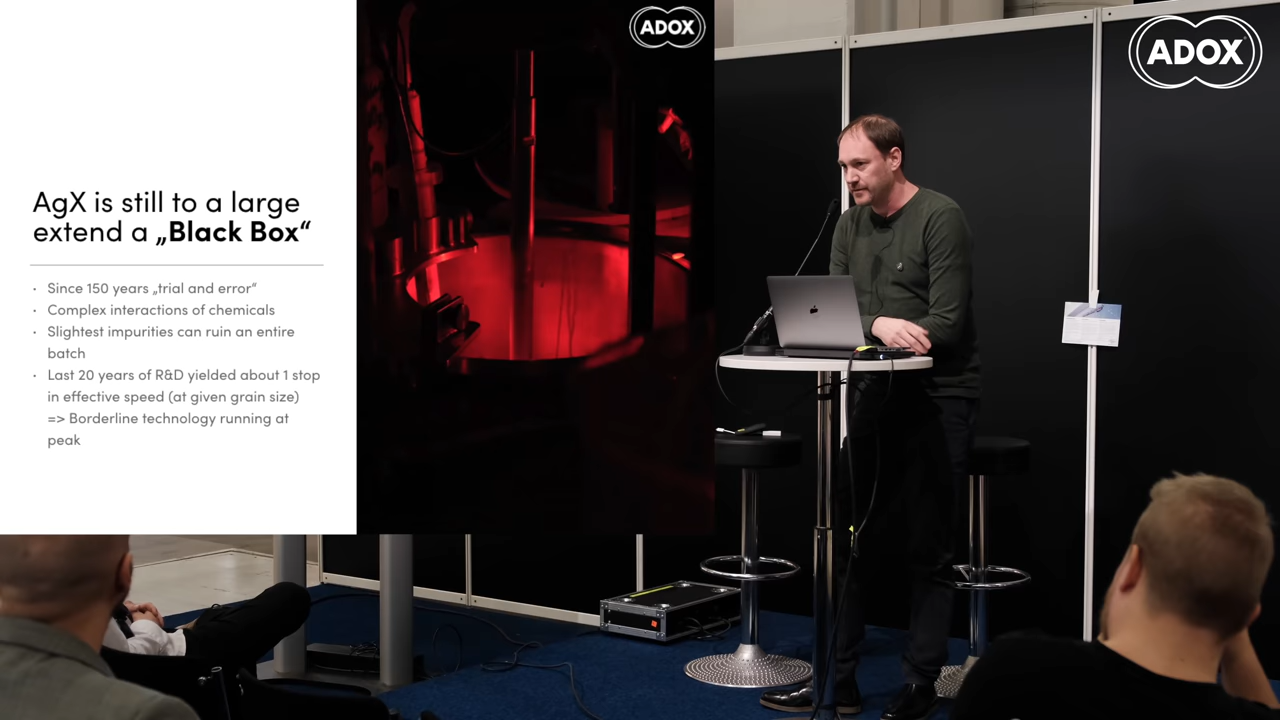 AgX is still to a large
extend a „Black Box“
· Since 150 years „trial and error“
· Complex interactions of chemicals
· Slightest impurities can ruin an entire
batch
· Last 20 years of R&D yielded about 1 stop
in effective speed (at given grain size)
=> Borderline technology running at
peak
ADOX
ADOX